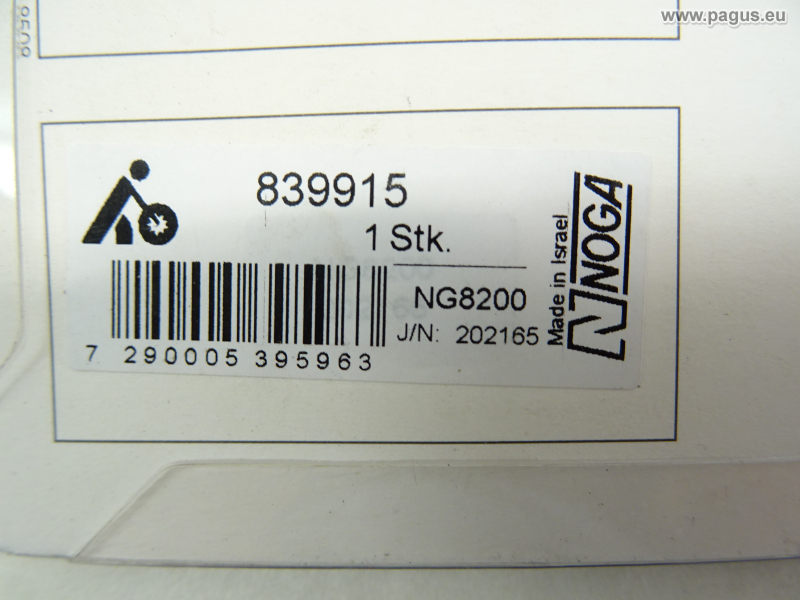 www.pagus.eu
839915
1 Stk.
NG8200
J/N: 202165
7 290005 395963
Made in Israel
NOGA